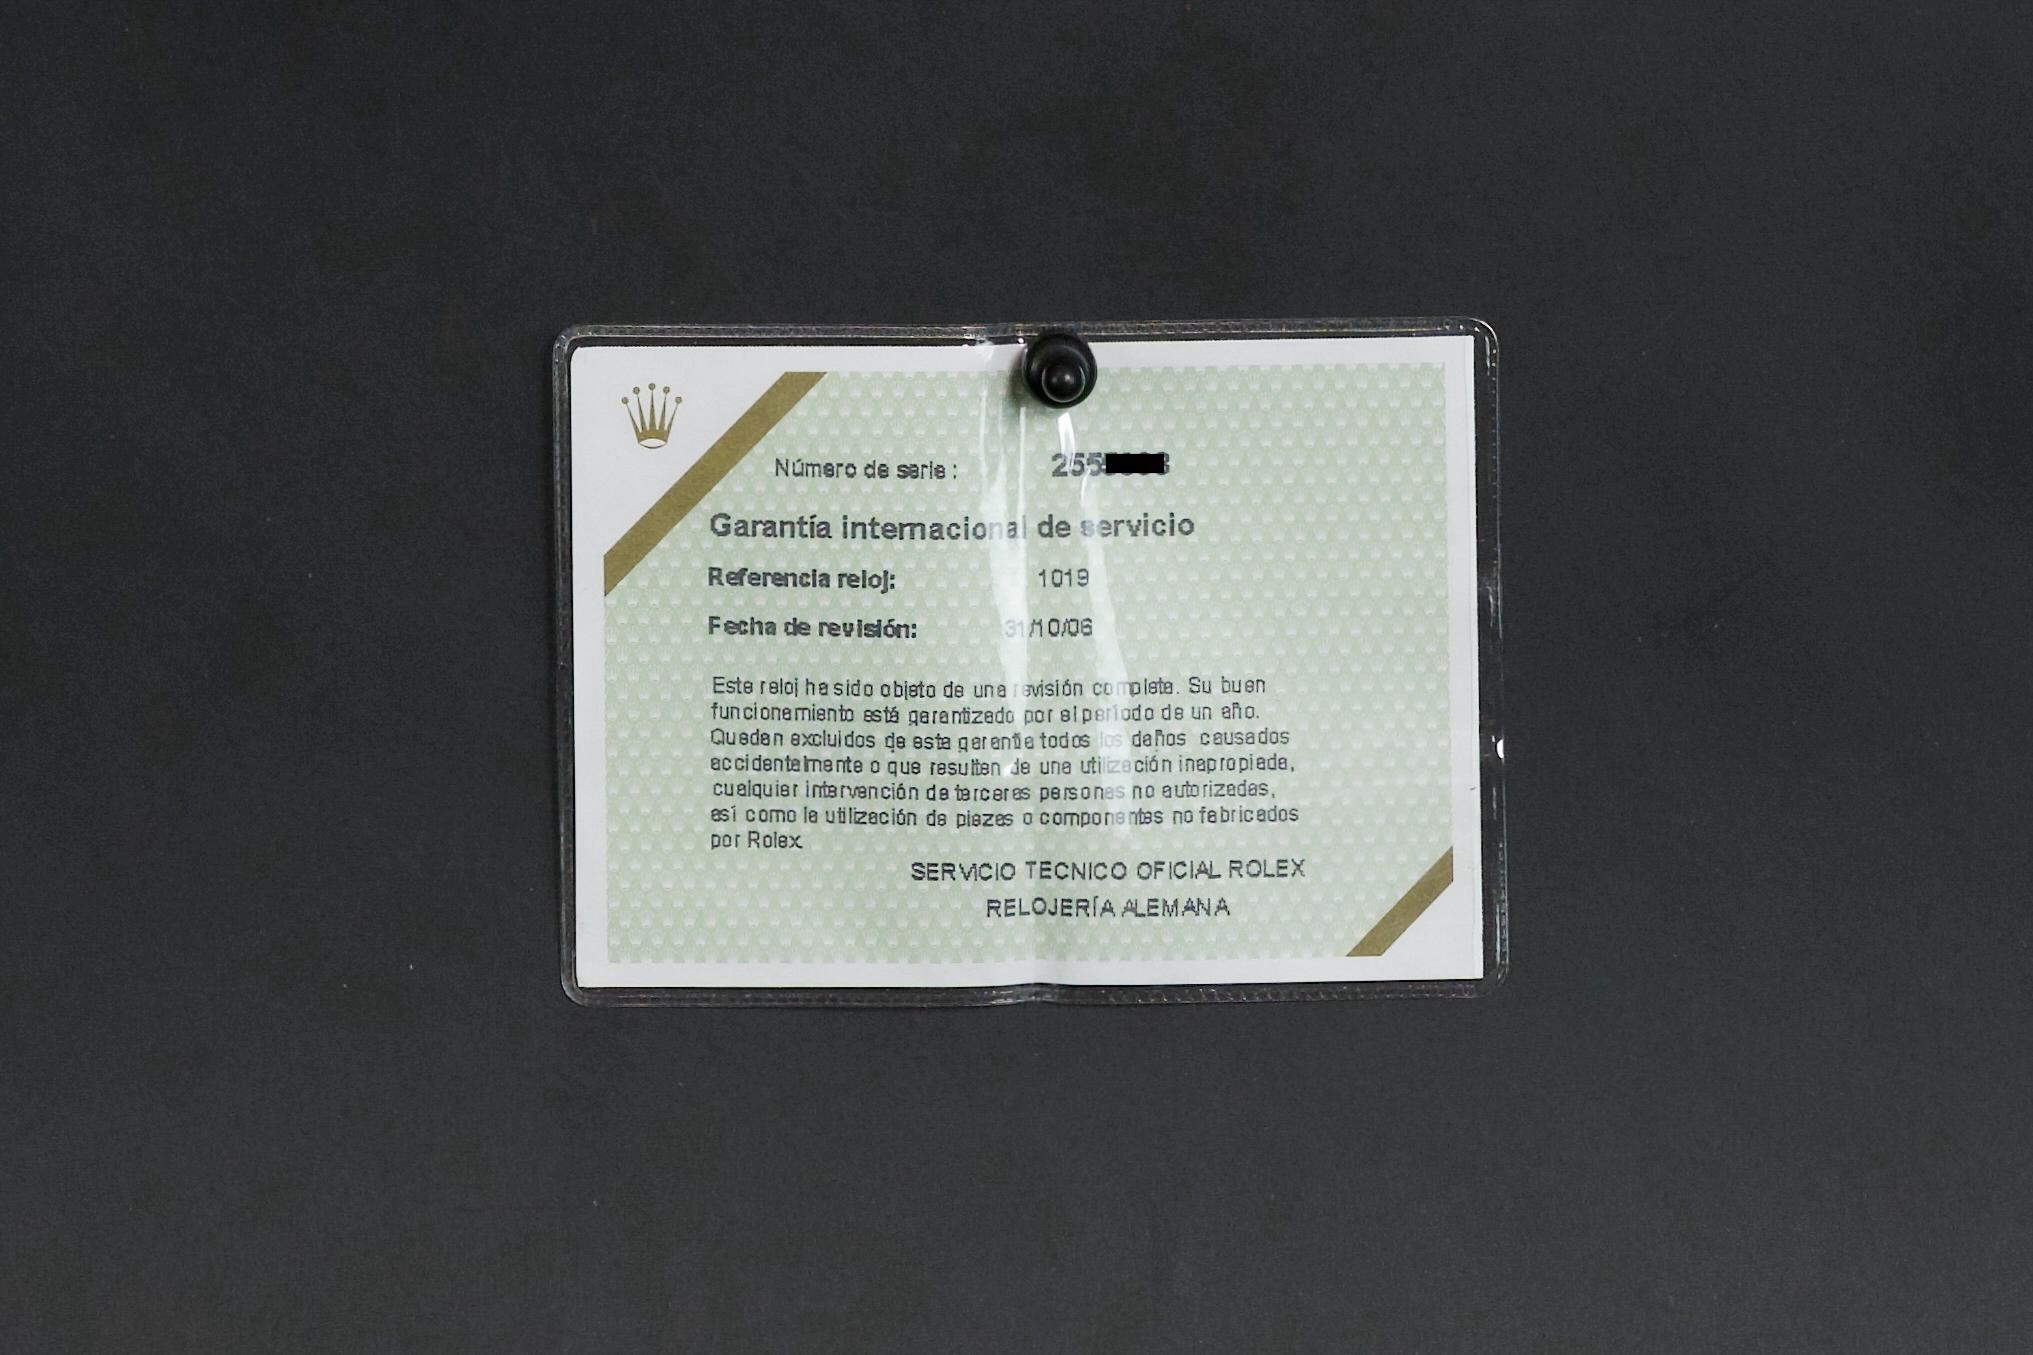 Número de serie :
Garantía internacional de servicio
Referencia reloj: 1019
Fecha de revisión: 31/10/06
Este reloj ha sido objeto de una revisión completa. Su buen
funcionamiento está garantizado por el período de un año.
Quedan excluidos de esta garantía todos los daños causados
accidentalmente o que resulten de una utilización inapropiada,
cualquier intervención de terceras personas no autorizadas,
así como la utilización de piezas o componentes no fabricados
por Rolex
SERVICIO TECNICO OFICIAL ROLEX
RELOJERÍA ALEMANA